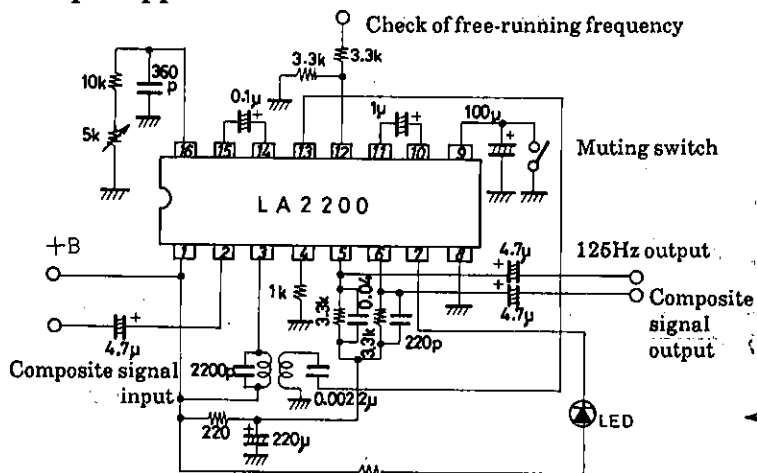 Check of free-running frequency
3.3k
3.3k
10k
360
p
0.1μ
+
1μ
+
100μ
+
5k
Muting switch
16 15 14 13 12 11 10 9
LA2200
1 2 3 4 5 6 7 8
+B
4.7μ
+
125Hz output
+
4.7μ
Composite
signal
output
1k
3.3k
0.04
3.3k
220p
+
4.7μ
Composite signal
input
2200p
0.0022μ
220
+
220μ
LED